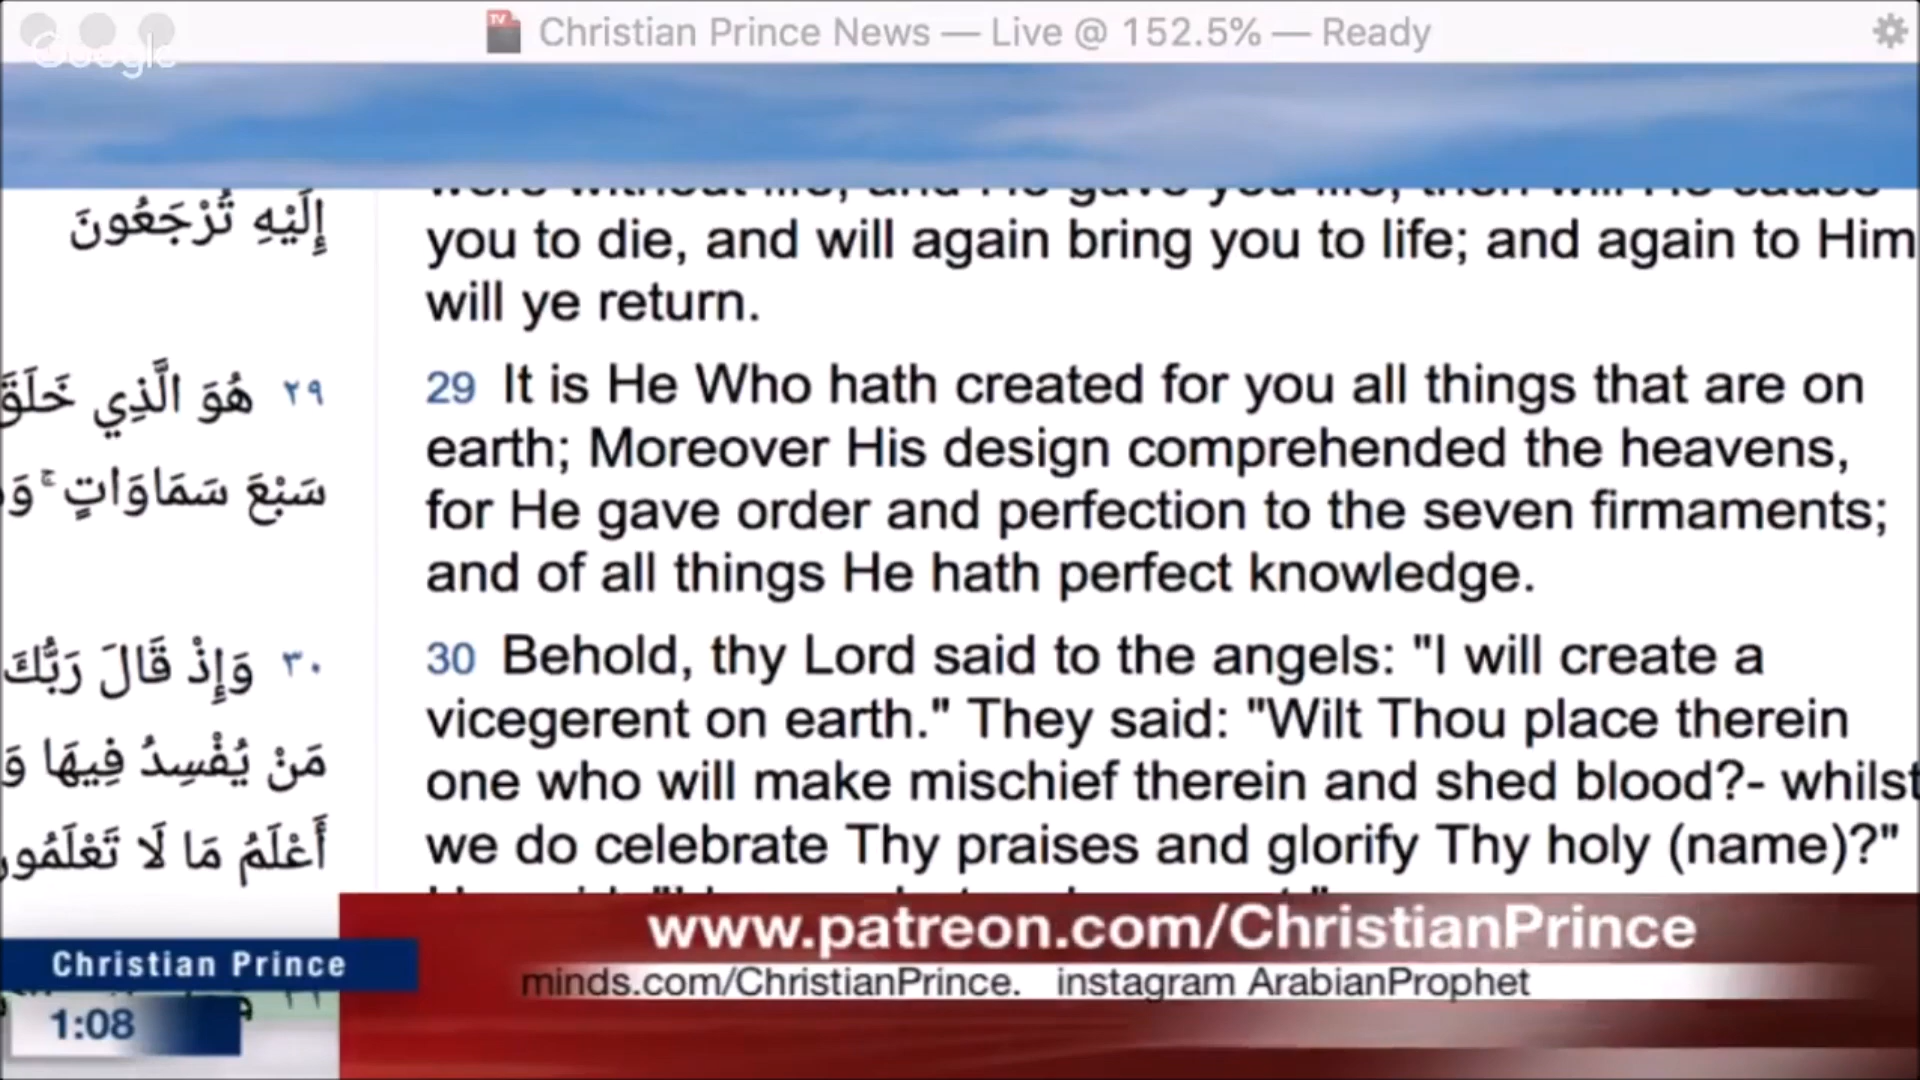 Christian Prince News — Live @ 152.5% — Ready
Google
إِلَيْهِ تُرْجَعُونَ
you to die, and will again bring you to life; and again to Him
will ye return.
٢٩ هُوَ الَّذِي خَلَقَ
سَبْعَ سَمَاوَاتٍ ۚ
29 It is He Who hath created for you all things that are on
earth; Moreover His design comprehended the heavens,
for He gave order and perfection to the seven firmaments;
and of all things He hath perfect knowledge.
٣٠ وَإِذْ قَالَ رَبُّكَ
مَنْ يُفْسِدُ فِيهَا
أَعْلَمُ مَا لَا
30 Behold, thy Lord said to the angels: "I will create a
vicegerent on earth." They said: "Wilt Thou place therein
one who will make mischief therein and shed blood?- whilst
we do celebrate Thy praises and glorify Thy holy (name)?"
www.patreon.com/ChristianPrince
minds.com/ChristianPrince. instagram ArabianProphet
Christian Prince
1:08